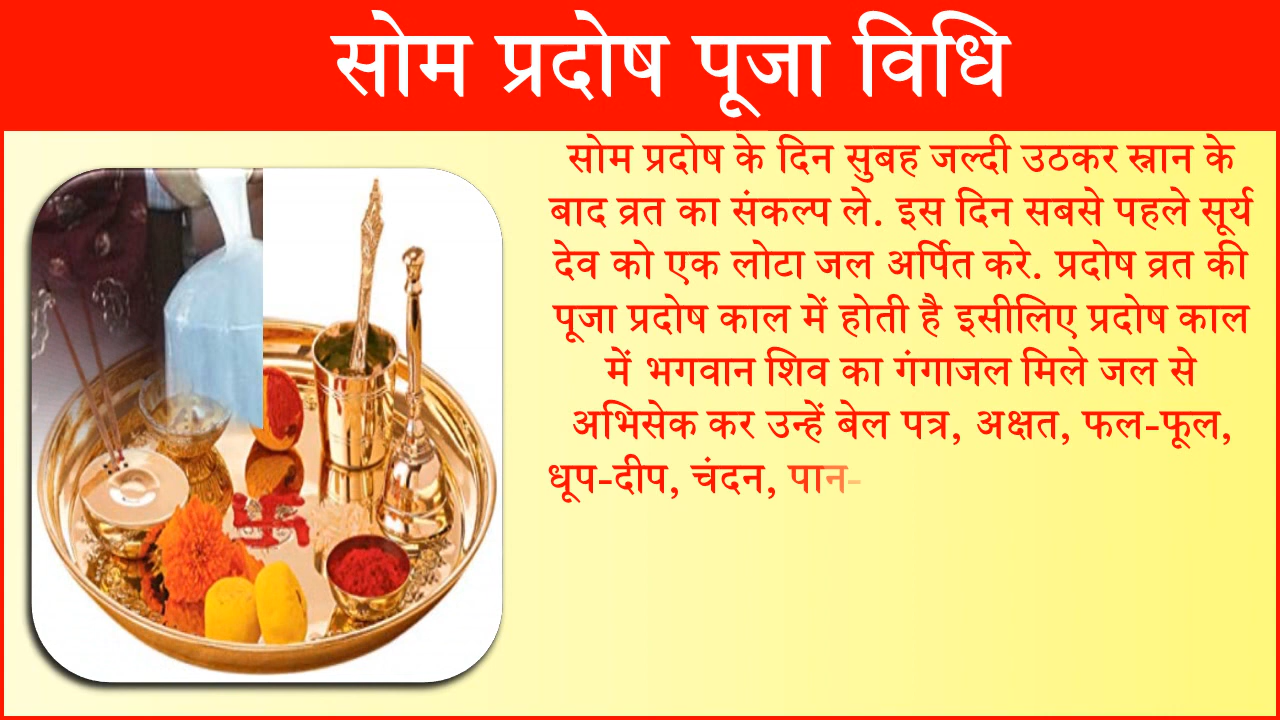 सोम प्रदोष पूजा विधि
सोम प्रदोष के दिन सुबह जल्दी उठकर स्नान के
बाद व्रत का संकल्प ले. इस दिन सबसे पहले सूर्य
देव को एक लोटा जल अर्पित करे. प्रदोष व्रत की
पूजा प्रदोष काल में होती है इसीलिए प्रदोष काल
में भगवान शिव का गंगाजल मिले जल से
अभिसेक कर उन्हें बेल पत्र, अक्षत, फल-फूल,
धूप-दीप, चंदन, पान-